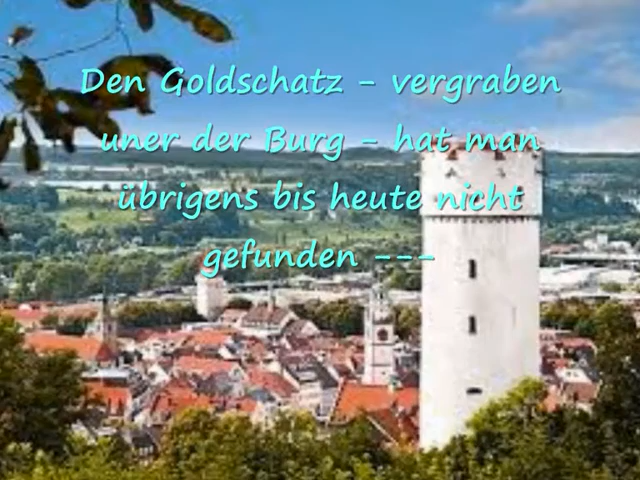 Den Goldschatz - vergraben
uner der Burg - hat man
übrigens bis heute nicht
gefunden ---